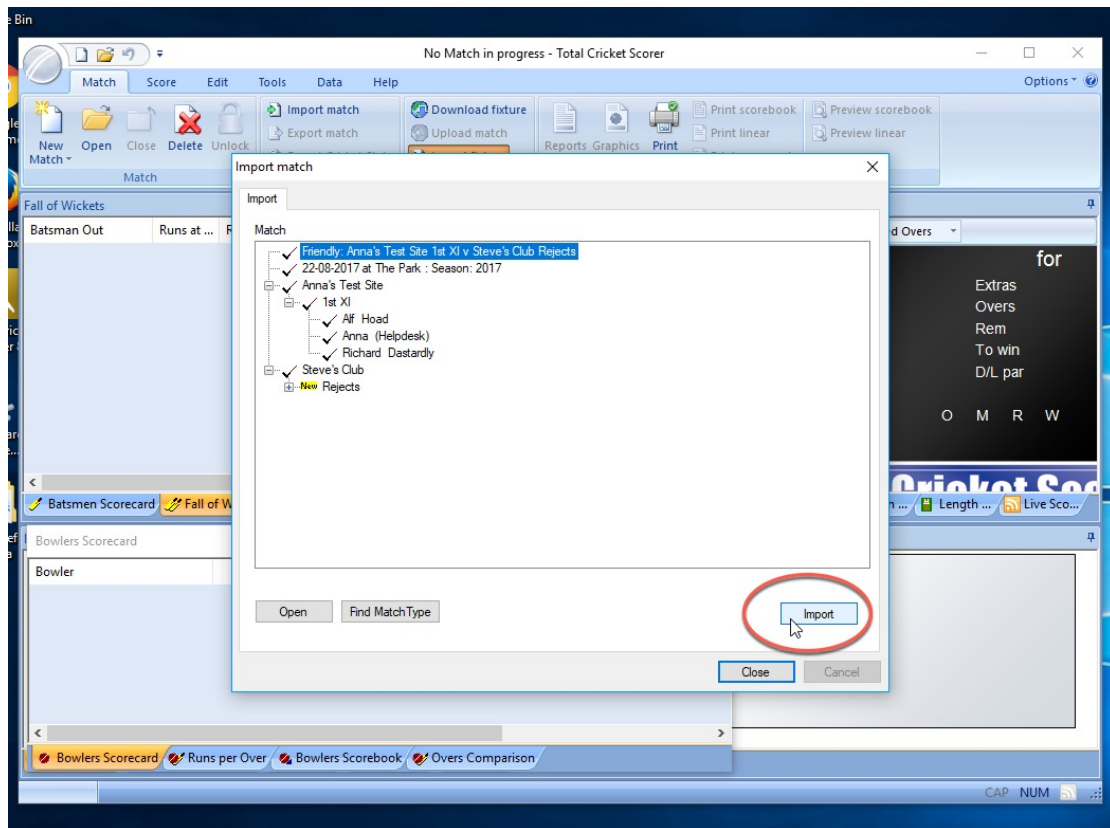 Bin
No Match in progress - Total Cricket Scorer
Match Score Edit Tools Data Help
Options
New Match
Open
Close
Delete
Unlock
Match
Import match
Export match
Download fixture
Upload match
Reports
Graphics
Print
Print scorebook
Print linear
Preview scorebook
Preview linear
Fall of Wickets
Batsman Out Runs at ...
Import match
Import
Match
Friendly: Anna's Test Site 1st XI v Steve's Club Rejects
22-08-2017 at The Park : Season: 2017
Anna's Test Site
1st XI
Alf Hoad
Anna (Helpdesk)
Richard Dastardly
Steve's Club
New Rejects
Open
Find MatchType
Import
Close
Cancel
Overs
for
Extras
Overs
Rem
To win
D/L par
O M R W
Batsmen Scorecard
Fall of W
Length ...
Live Sco...
Bowlers Scorecard
Bowler
Bowlers Scorecard
Runs per Over
Bowlers Scorebook
Overs Comparison
CAP NUM